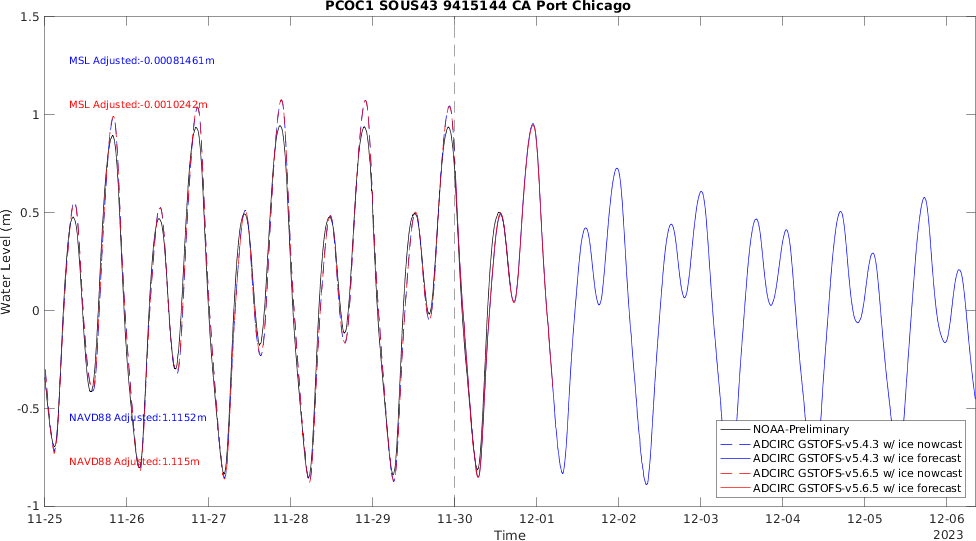 PCOC1 SOUS43 9415144 CA Port Chicago
MSL Adjusted:-0.00081461m
MSL Adjusted:-0.0010242m
NAVD88 Adjusted:1.1152m
NAVD88 Adjusted:1.115m
Water Level (m)
1.5
1
0.5
0
-0.5
-1
NOAA-Preliminary
ADCIRC GSTOFS-v5.4.3 w/ ice nowcast
ADCIRC GSTOFS-v5.4.3 w/ ice forecast
ADCIRC GSTOFS-v5.6.5 w/ ice nowcast
ADCIRC GSTOFS-v5.6.5 w/ ice forecast
11-25 11-26 11-27 11-28 11-29 11-30 12-01 12-02 12-03 12-04 12-05 12-06
2023
Time